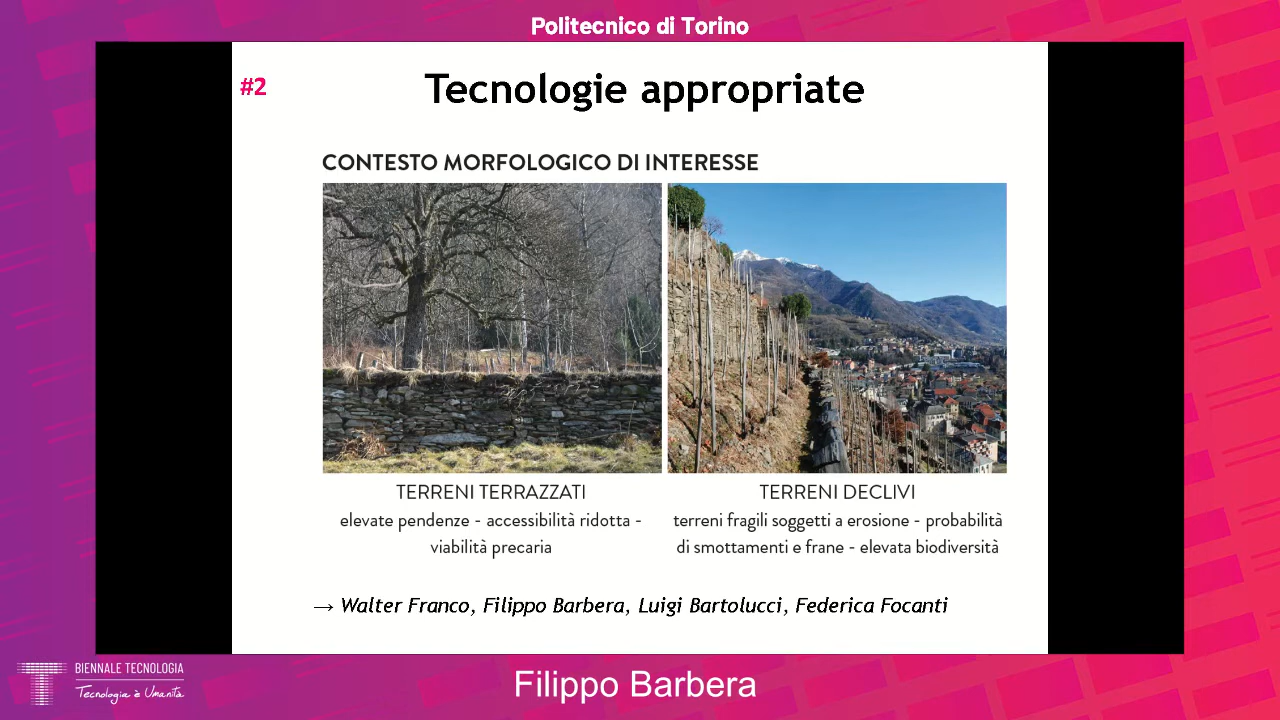 Politecnico di Torino
#2
Tecnologie appropriate
CONTESTO MORFOLOGICO DI INTERESSE
TERRENI TERRAZZATI
elevate pendenze - accessibilità ridotta -
viabilità precaria
TERRENI DECLIVI
terreni fragili soggetti a erosione - probabilità
di smottamenti e frane - elevata biodiversità
→ Walter Franco, Filippo Barbera, Luigi Bartolucci, Federica Focanti
BIENNALE TECNOLOGIA
Tecnologia è Umanità
Filippo Barbera